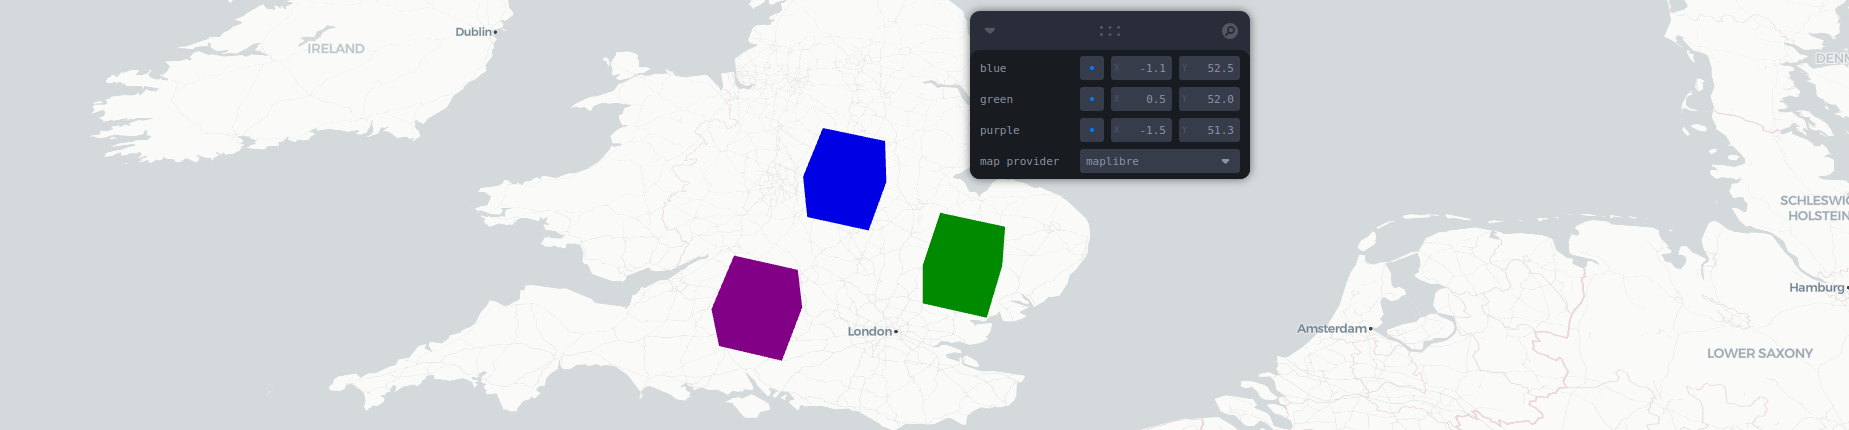 Dublin
IRELAND
blue X -1.1 Y 52.5
green X 0.5 Y 52.0
purple X -1.5 Y 51.3
map provider maplibre
SCHLESWIG
HOLSTEIN
Hamburg
London
Amsterdam
LOWER SAXONY